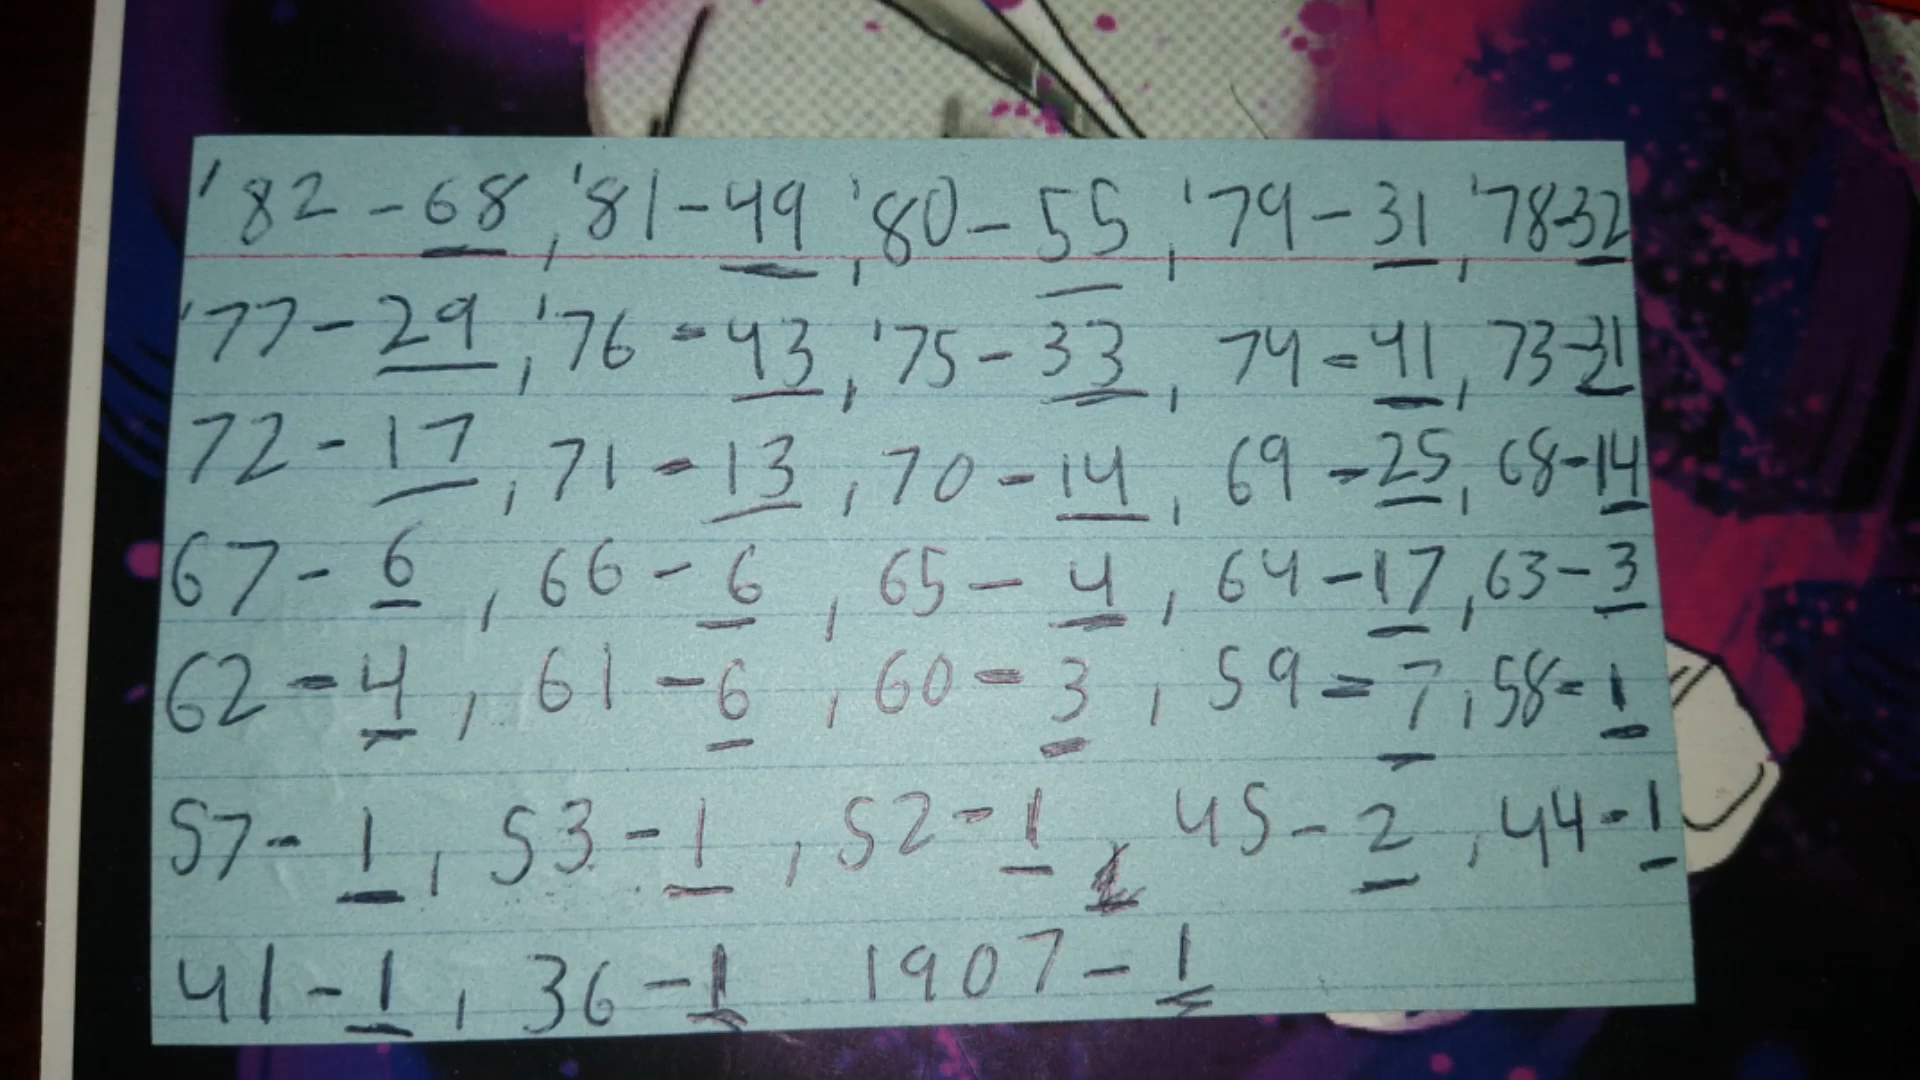 '82 - 68, '81 - 49, '80 - 55, '79 - 31, '78-32
'77 - 29, '76 - 43, '75 - 33, 74 - 41, 73-31
72 - 17, 71 - 13, 70 - 14, 69 - 25, 68-14
67 - 6, 66 - 6, 65 - 4, 64 - 17, 63 - 3
62 - 4, 61 - 6, 60 - 3, 59 = 7, 58 - 1
57 - 1, 53 - 1, 52 - 1, 45 - 2, 44 - 1
41 - 1, 36 - 1 1907 - 1